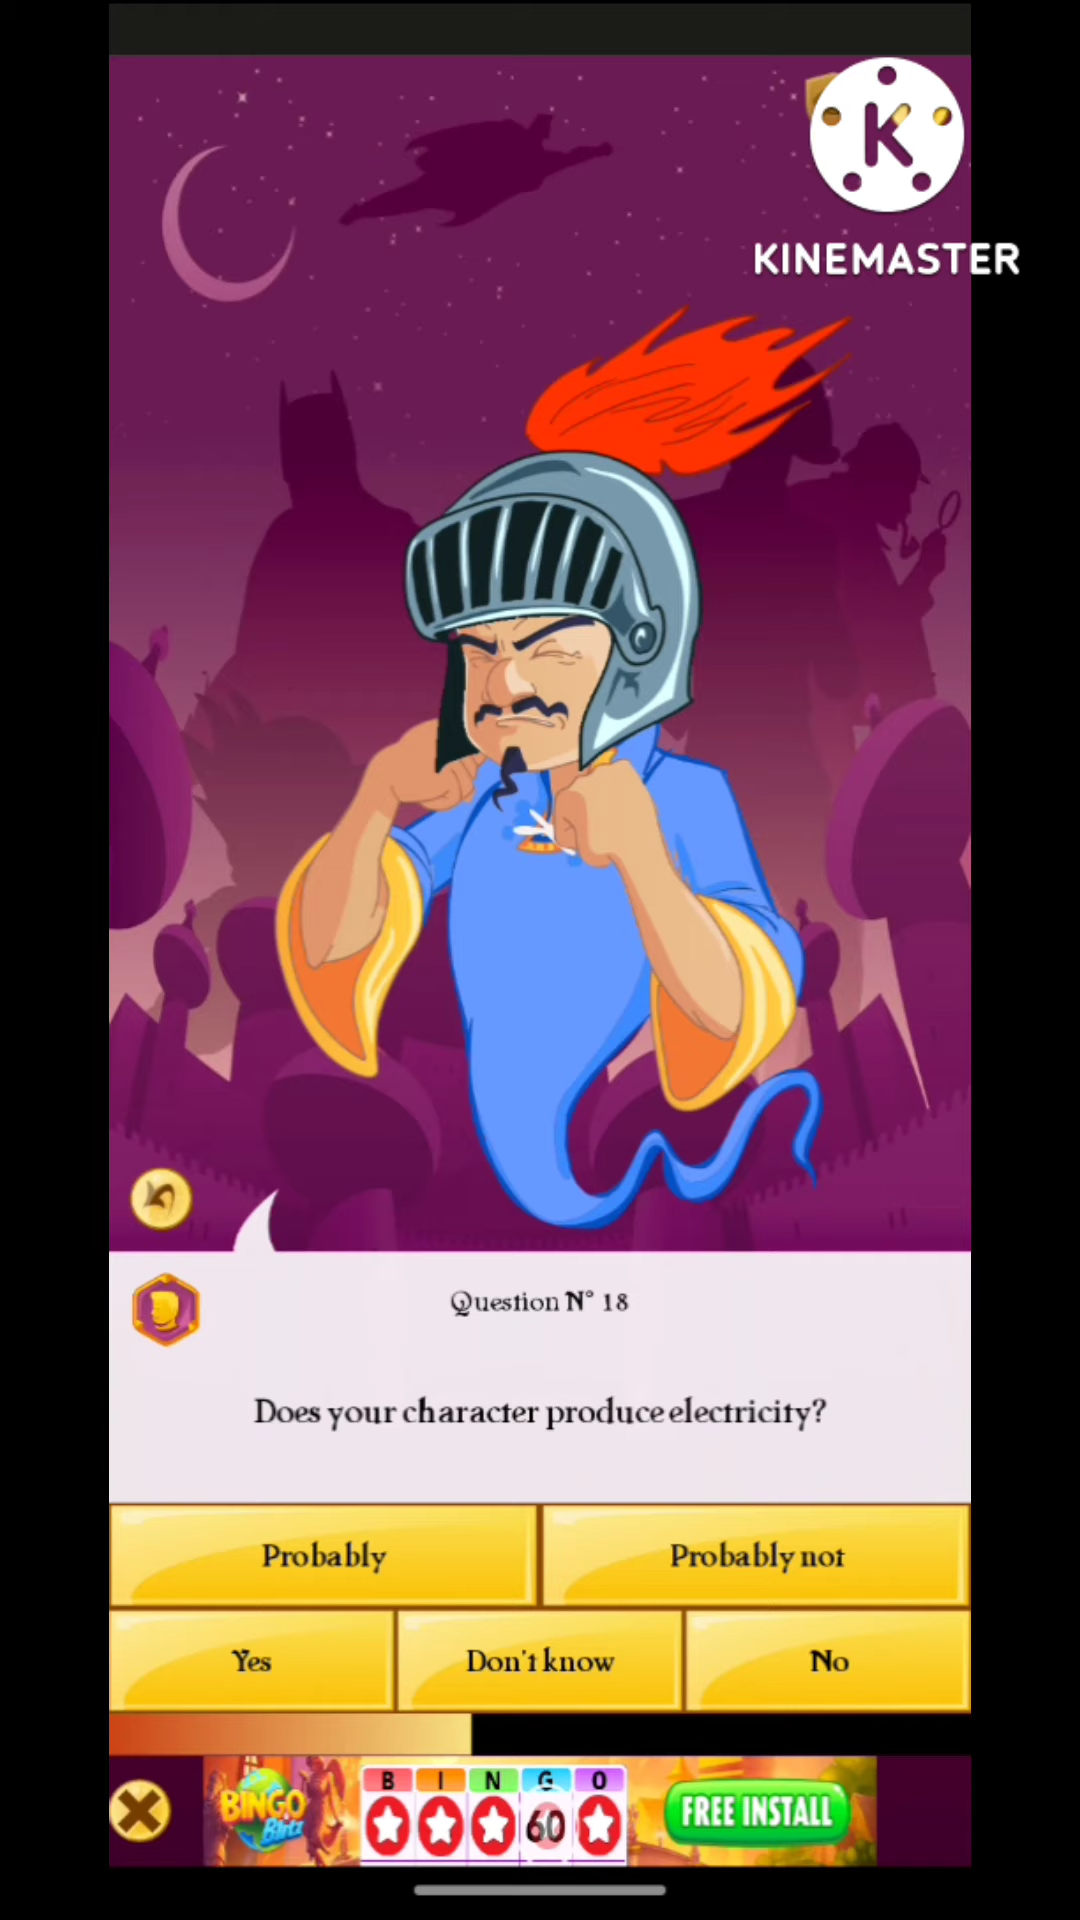 K
KINEMASTER
Question N° 18
Does your character produce electricity?
Probably
Probably not
Yes
Don't know
No
BINGO
Blitz
B I N G O
60
FREE INSTALL